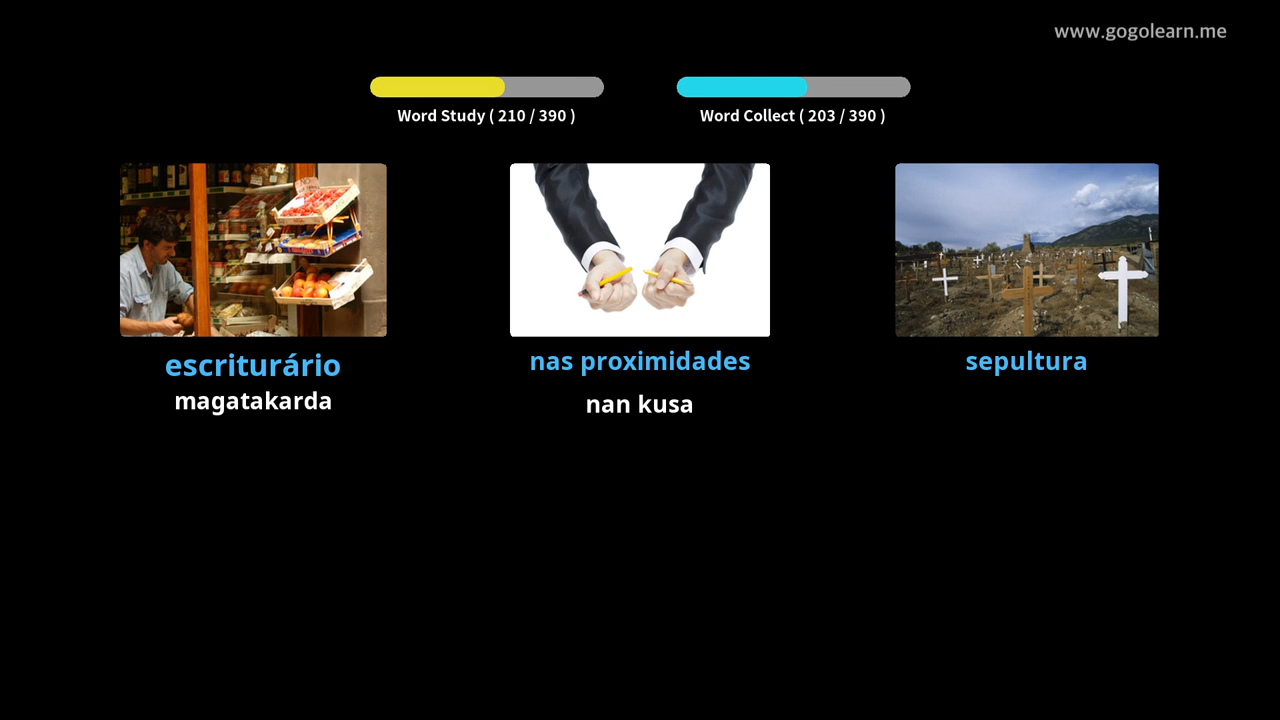 www.gogolearn.me
Word Study ( 210 / 390 )
Word Collect ( 203 / 390 )
escriturário
magatakarda
nas proximidades
nan kusa
sepultura